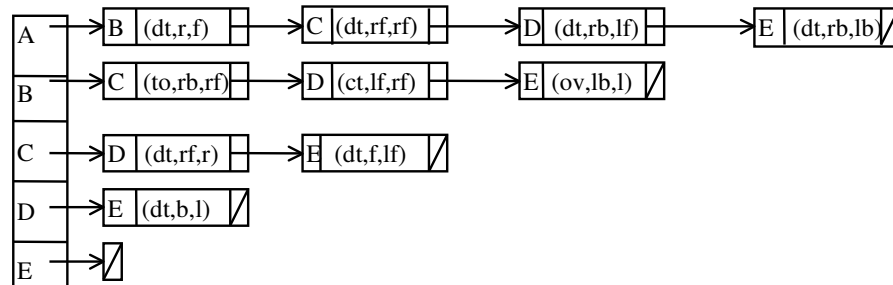 A B (dt,r,f) C (dt,rf,rf) D (dt,rb,lf) E (dt,rb,lb)
B C (to,rb,rf) D (ct,lf,rf) E (ov,lb,l)
C D (dt,rf,r) E (dt,f,lf)
D E (dt,b,l)
E